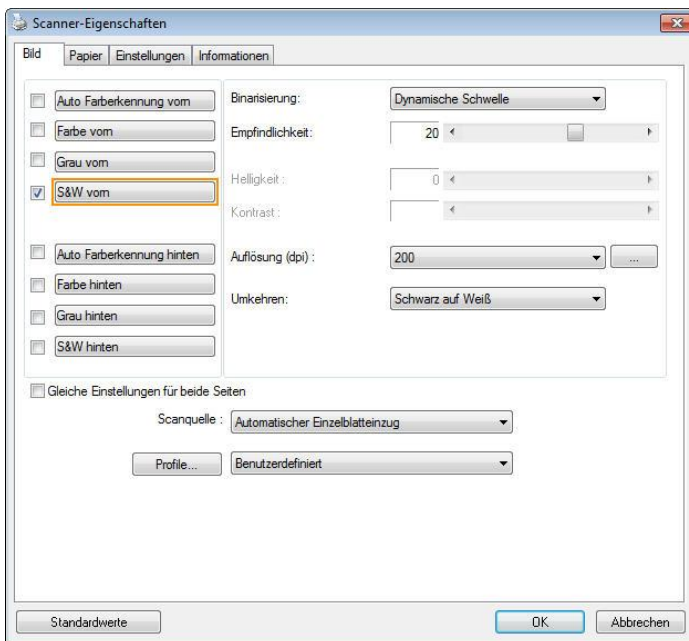 Scanner-Eigenschaften
Bild Papier Einstellungen Informationen
Auto Farberkennung vorn
Farbe vorn
Grau vorn
S&W vorn
Auto Farberkennung hinten
Farbe hinten
Grau hinten
S&W hinten
Binarisierung: Dynamische Schwelle
Empfindlichkeit: 20
Helligkeit : 0
Kontrast :
Auflösung (dpi) : 200 ...
Umkehren: Schwarz auf Weiß
Gleiche Einstellungen für beide Seiten
Scanquelle : Automatischer Einzelblatteinzug
Profile... Benutzerdefiniert
Standardwerte OK Abbrechen